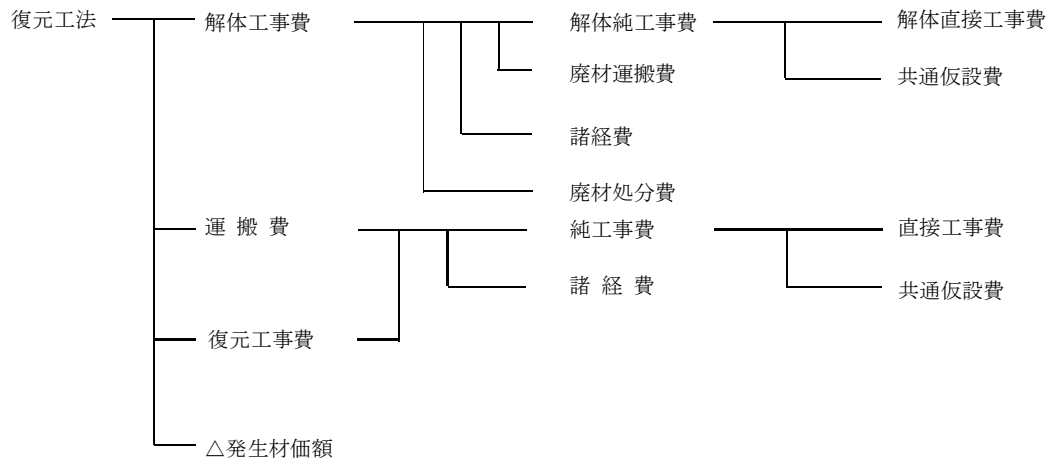 復元工法 解体工事費 解体純工事費 解体直接工事費
廃材運搬費 共通仮設費
諸経費
廃材処分費
運 搬 費 純工事費 直接工事費
諸 経 費 共通仮設費
復元工事費
△発生材価額